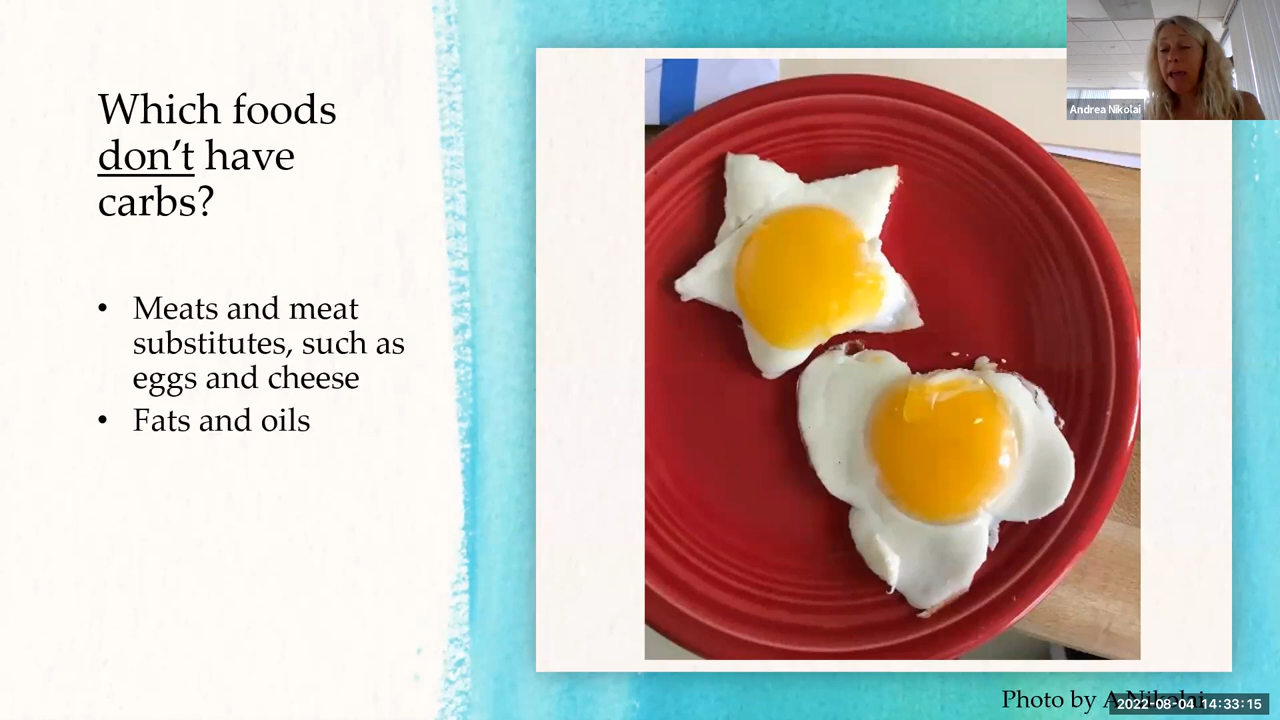 Which foods
don't have
carbs?
• Meats and meat
substitutes, such as
eggs and cheese
• Fats and oils
Andrea Nikolai
Photo by A Nikolai
2022-08-04 14:33:15